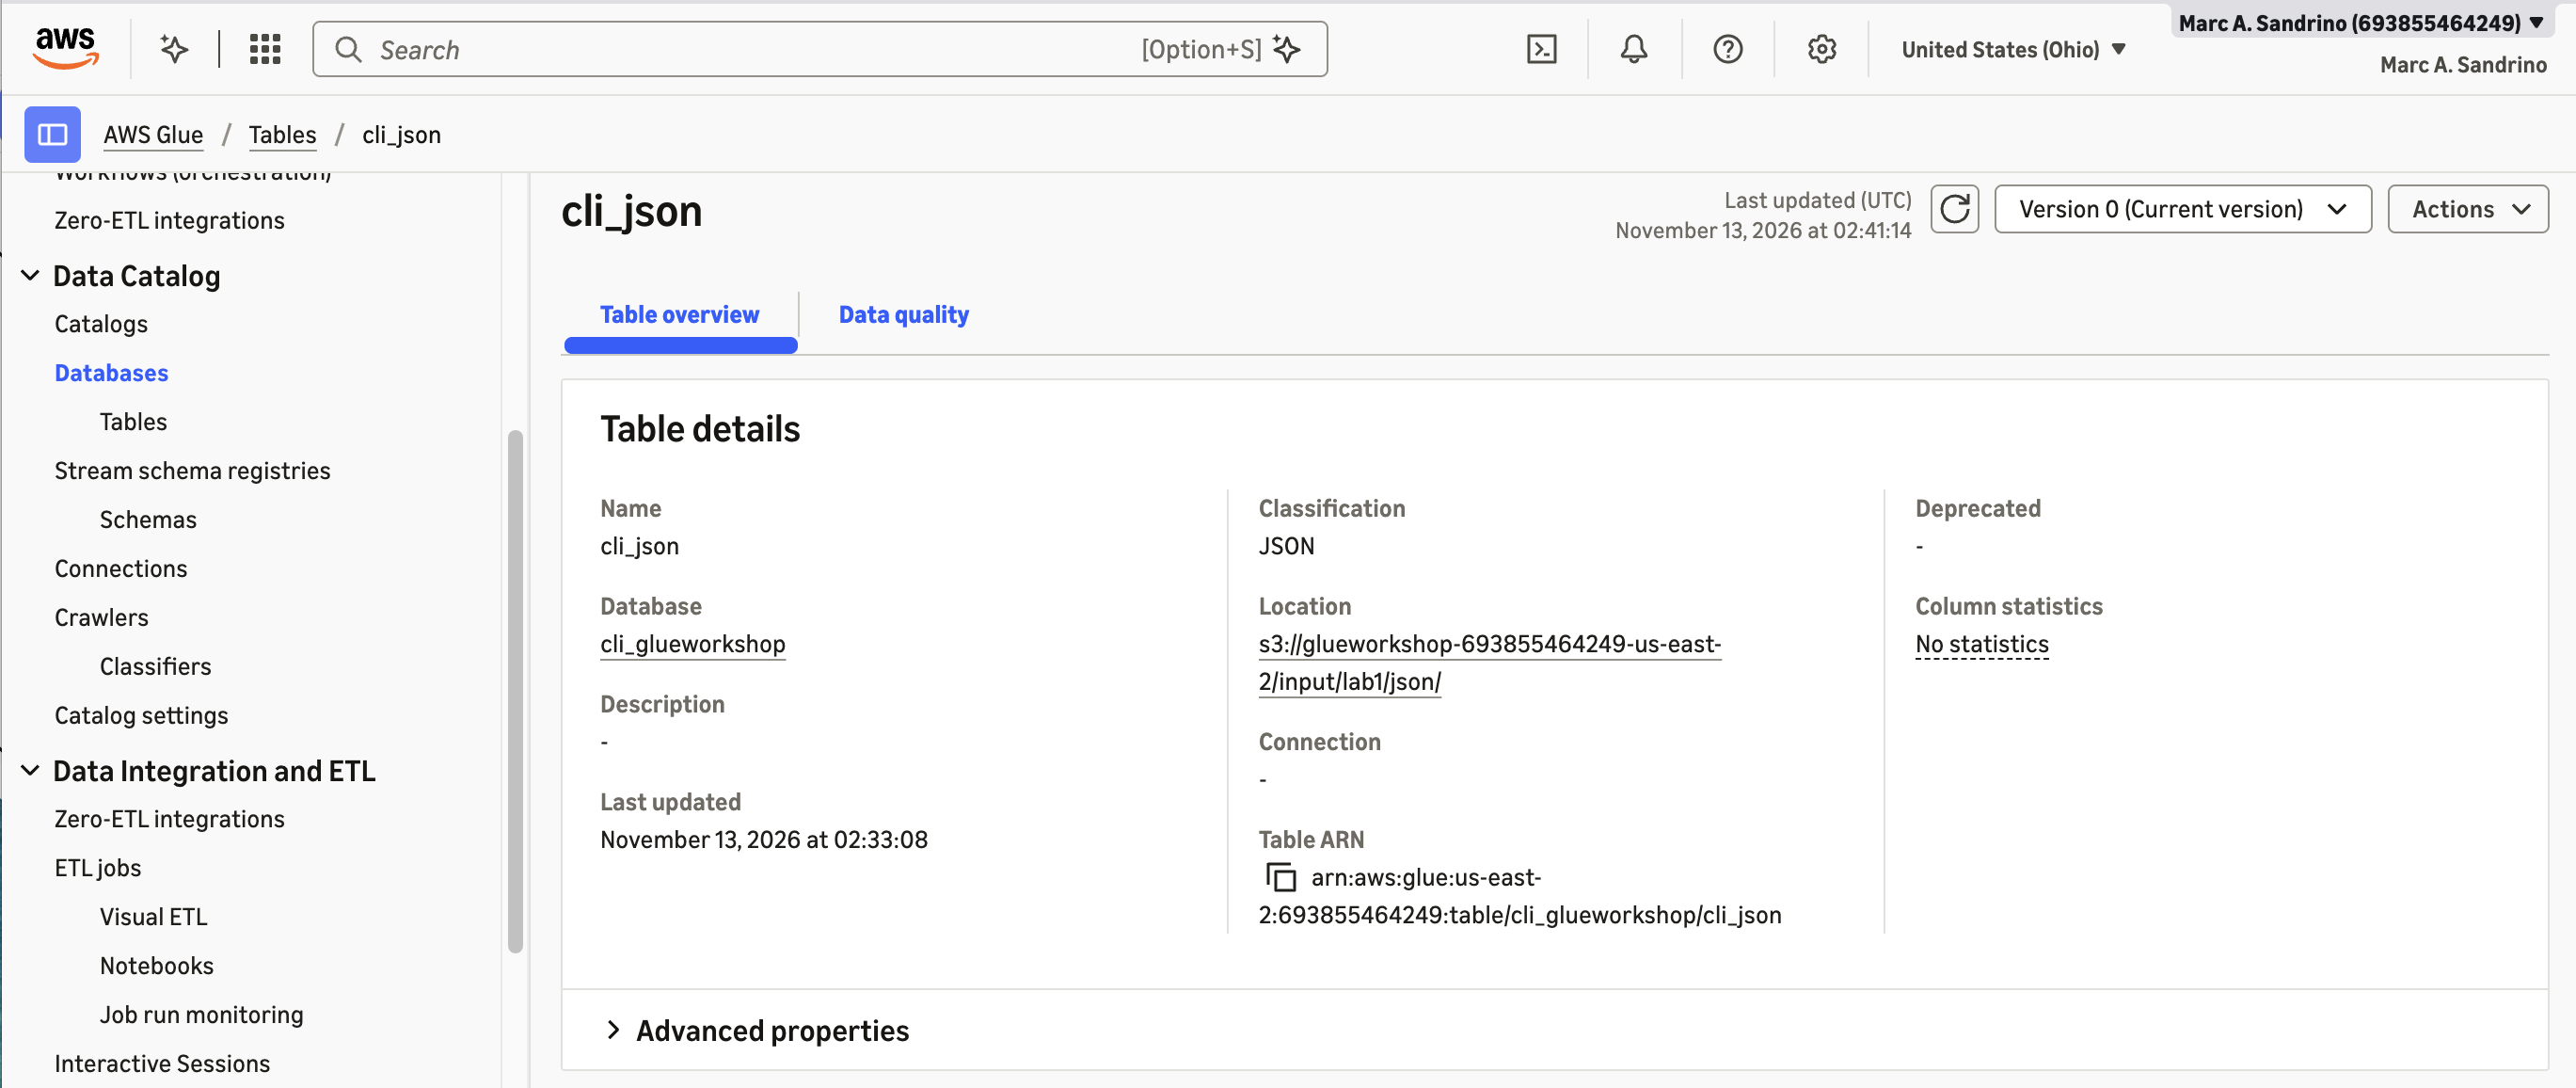 aws
Search
[Option+S]
United States (Ohio)
Marc A. Sandrino (693855464249)
Marc A. Sandrino
AWS Glue / Tables / cli_json
Workflows (orchestration)
Zero-ETL integrations
Data Catalog
Catalogs
Databases
Tables
Stream schema registries
Schemas
Connections
Crawlers
Classifiers
Catalog settings
Data Integration and ETL
Zero-ETL integrations
ETL jobs
Visual ETL
Notebooks
Job run monitoring
Interactive Sessions
cli_json
Last updated (UTC)
November 13, 2026 at 02:41:14
Version 0 (Current version)
Actions
Table overview
Data quality
Table details
Name
cli_json
Database
cli_glueworkshop
Description
-
Last updated
November 13, 2026 at 02:33:08
Classification
JSON
Location
s3://glueworkshop-693855464249-us-east-
2/input/lab1/json/
Connection
-
Table ARN
arn:aws:glue:us-east-
2:693855464249:table/cli_glueworkshop/cli_json
Deprecated
-
Column statistics
No statistics
Advanced properties